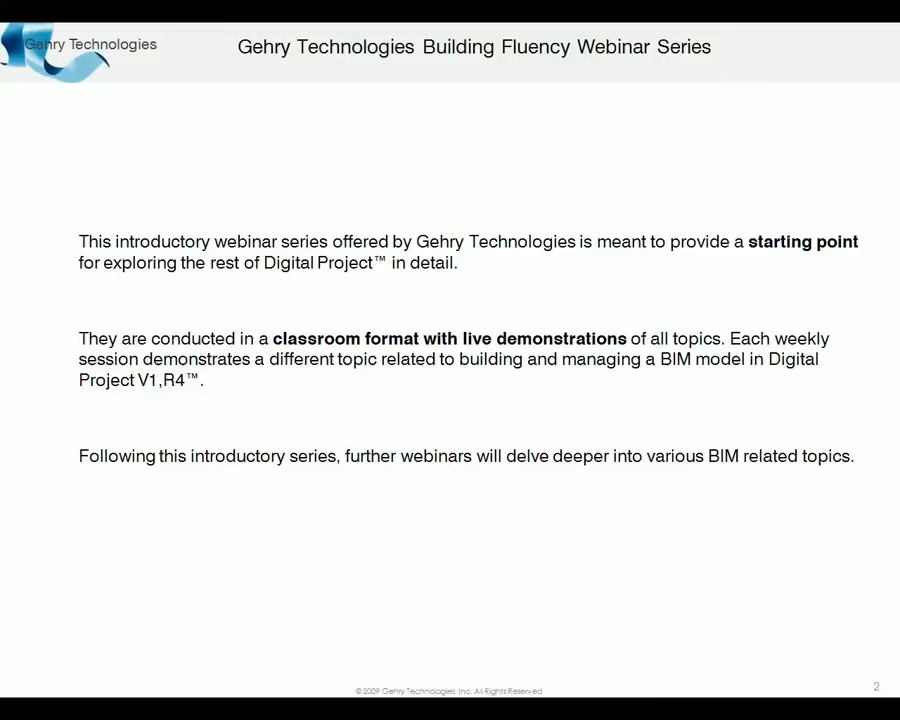 Gehry Technologies
Gehry Technologies Building Fluency Webinar Series
This introductory webinar series offered by Gehry Technologies is meant to provide a starting point
for exploring the rest of Digital Project™ in detail.
They are conducted in a classroom format with live demonstrations of all topics. Each weekly
session demonstrates a different topic related to building and managing a BIM model in Digital
Project V1,R4™.
Following this introductory series, further webinars will delve deeper into various BIM related topics.
© 2009 Gehry Technologies, Inc. All Rights Reserved
2